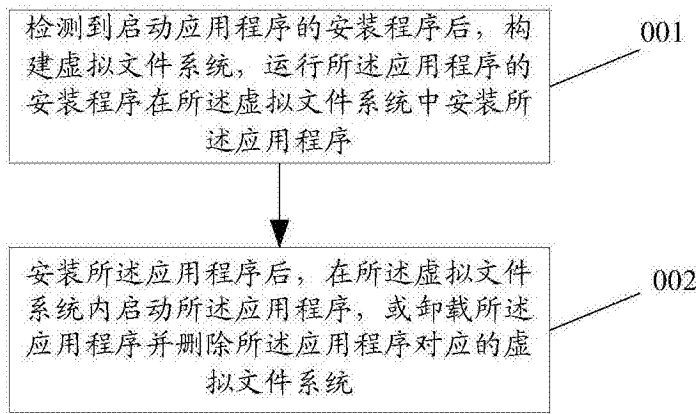 检测到启动应用程序的安装程序后，构
建虚拟文件系统，运行所述应用程序的
安装程序在所述虚拟文件系统中安装所
述应用程序
001
安装所述应用程序后，在所述虚拟文件
系统内启动所述应用程序，或卸载所述
应用程序并删除所述应用程序对应的虚
拟文件系统
002